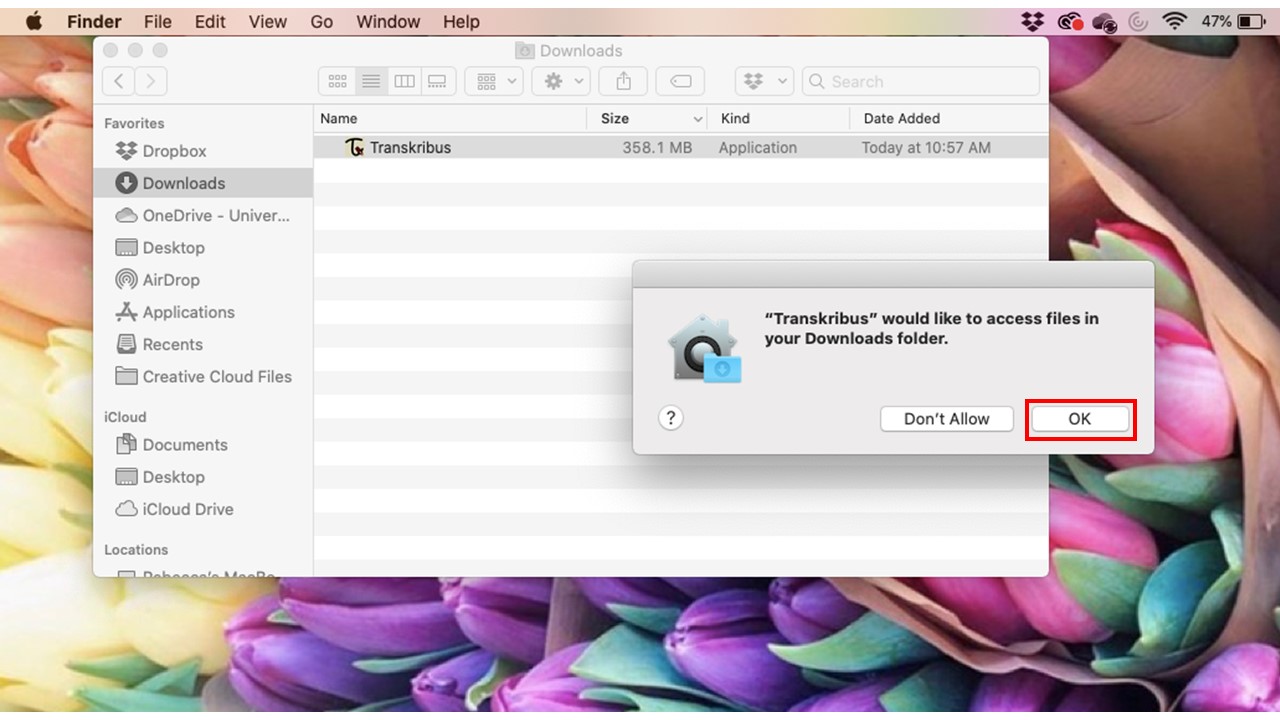 Finder File Edit View Go Window Help 47%
Downloads
Search
Favorites
Dropbox
Downloads
OneDrive - Univer...
Desktop
AirDrop
Applications
Recents
Creative Cloud Files
iCloud
Documents
Desktop
iCloud Drive
Locations
Rebecca's MacBo...
Name Size Kind Date Added
Transkribus 358.1 MB Application Today at 10:57 AM
“Transkribus” would like to access files in
your Downloads folder.
? Don’t Allow OK